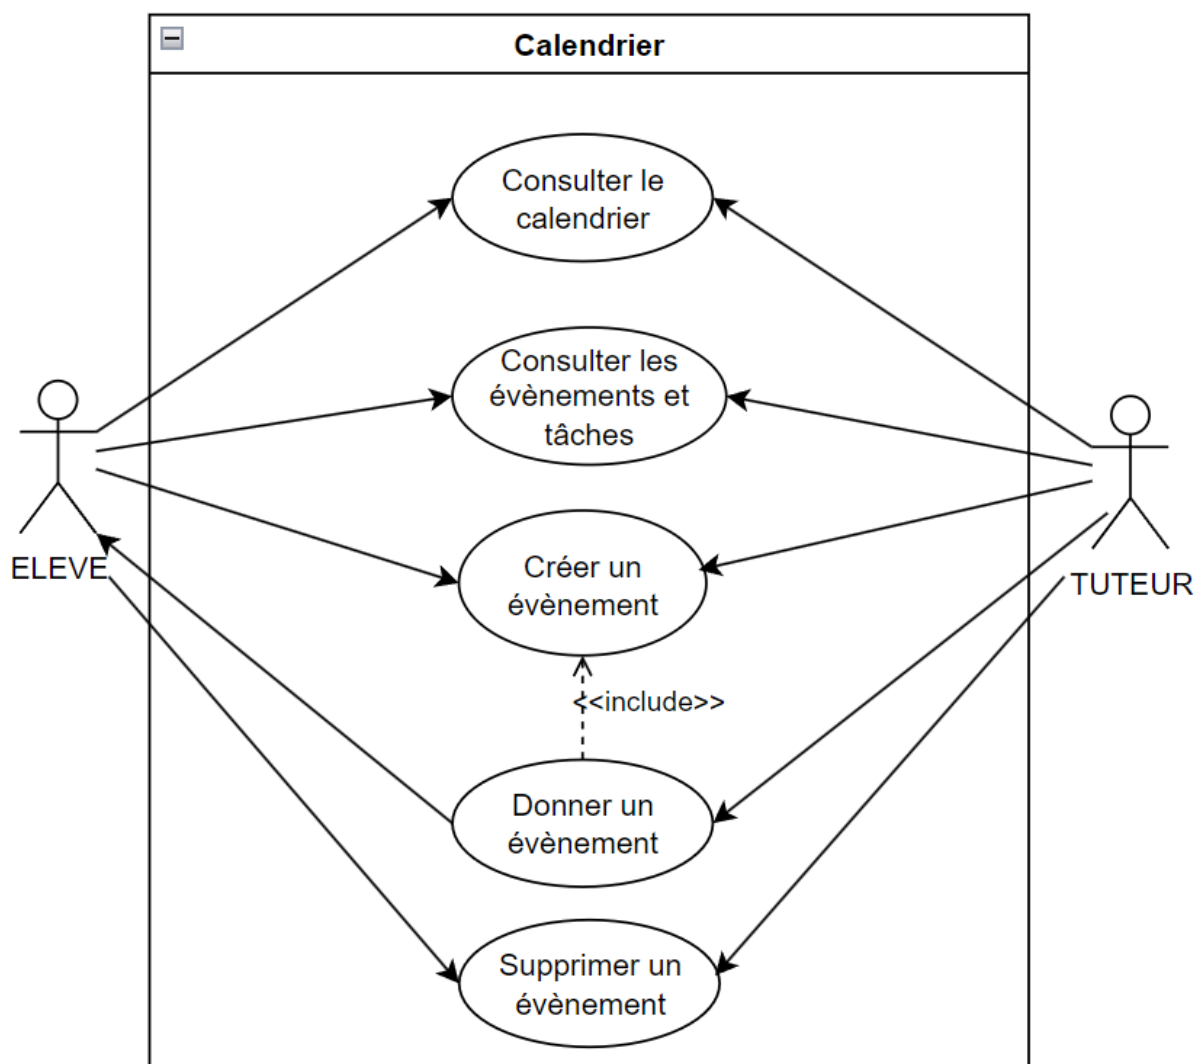 Calendrier
Consulter le
calendrier
Consulter les
évènements et
tâches
ELEVE
Créer un
évènement
TUTEUR
<<include>>
Donner un
évènement
Supprimer un
évènement